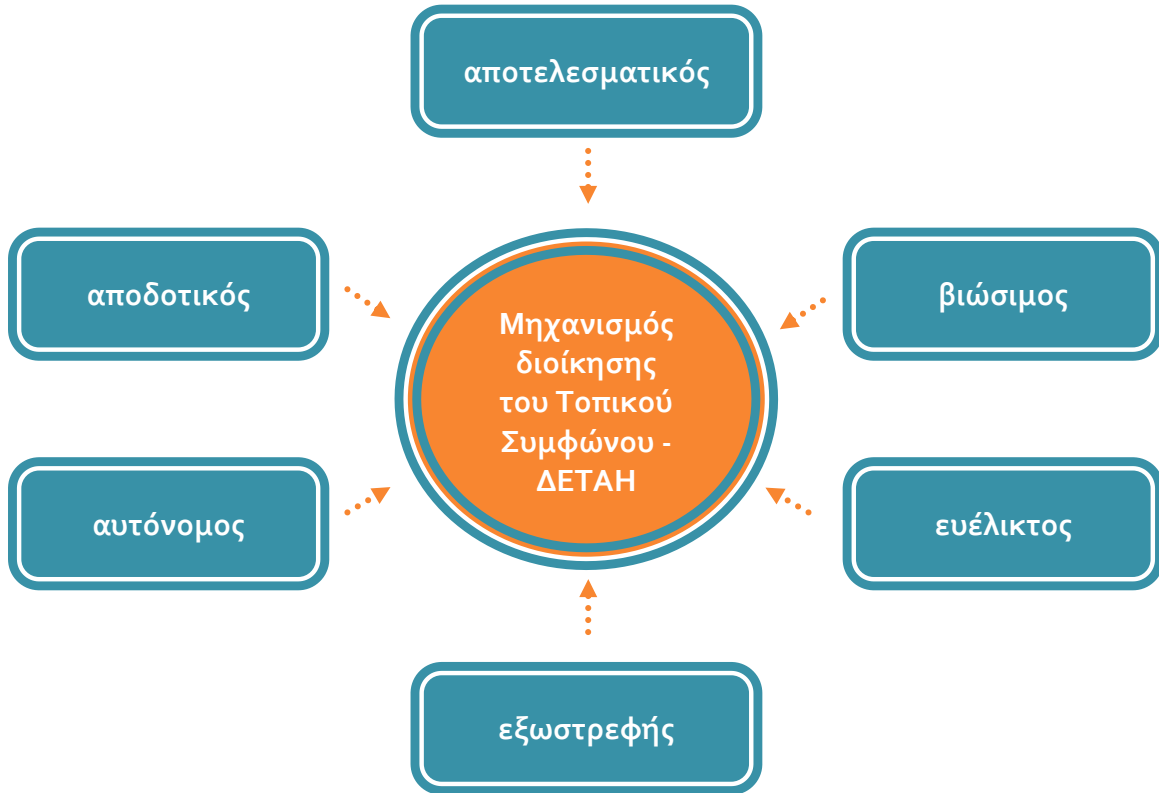 αποτελεσματικός
αποδοτικός
βιώσιμος
Μηχανισμός
διοίκησης
του Τοπικού
Συμφώνου -
ΔΕΤΑΗ
αυτόνομος
ευέλικτος
εξωστρεφής